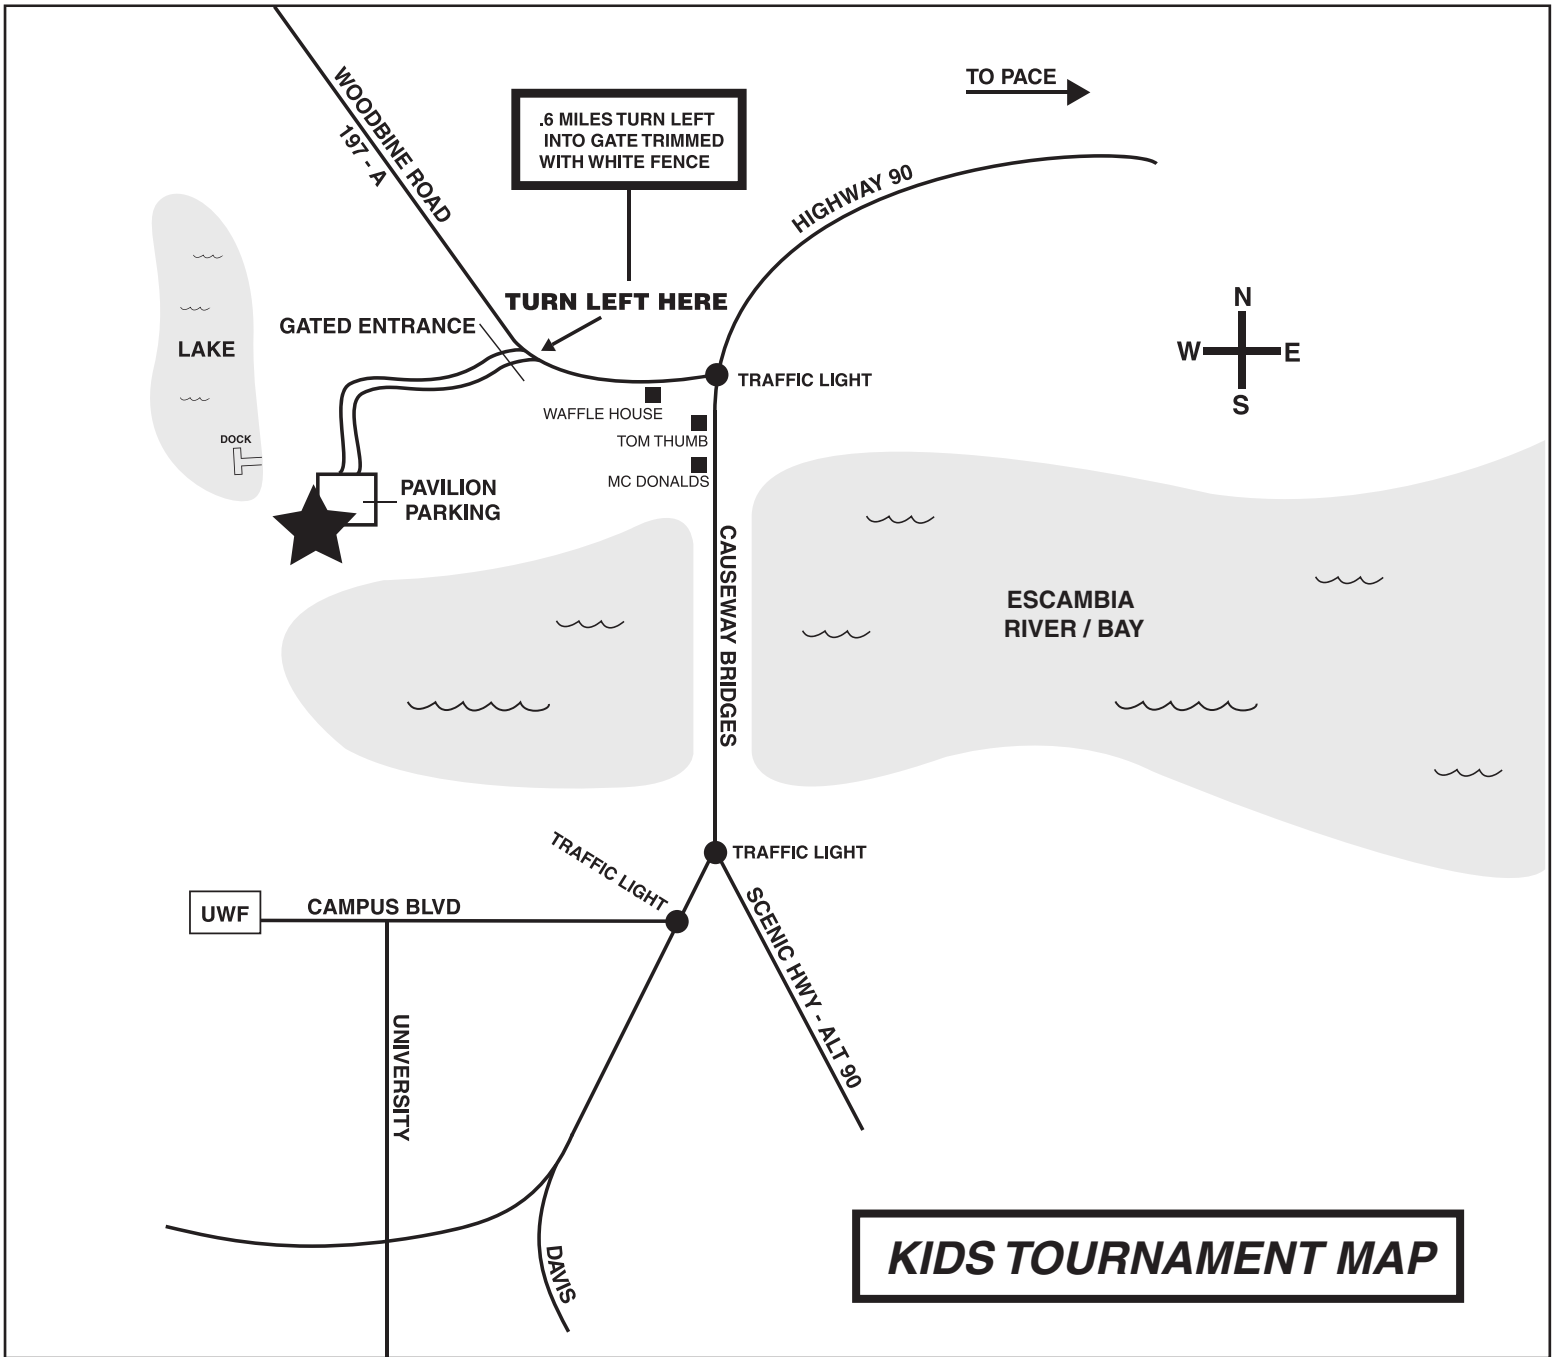 TO PACE
WOODBINE ROAD
197 - A
.6 MILES TURN LEFT
INTO GATE TRIMMED
WITH WHITE FENCE
HIGHWAY 90
TURN LEFT HERE
GATED ENTRANCE
N
W
E
S
LAKE
TRAFFIC LIGHT
WAFFLE HOUSE
TOM THUMB
DOCK
MC DONALDS
PAVILION
PARKING
CAUSEWAY BRIDGES
ESCAMBIA
RIVER / BAY
TRAFFIC LIGHT
TRAFFIC LIGHT
UWF
CAMPUS BLVD
SCENIC HWY - ALT 90
UNIVERSITY
DAVIS
KIDS TOURNAMENT MAP